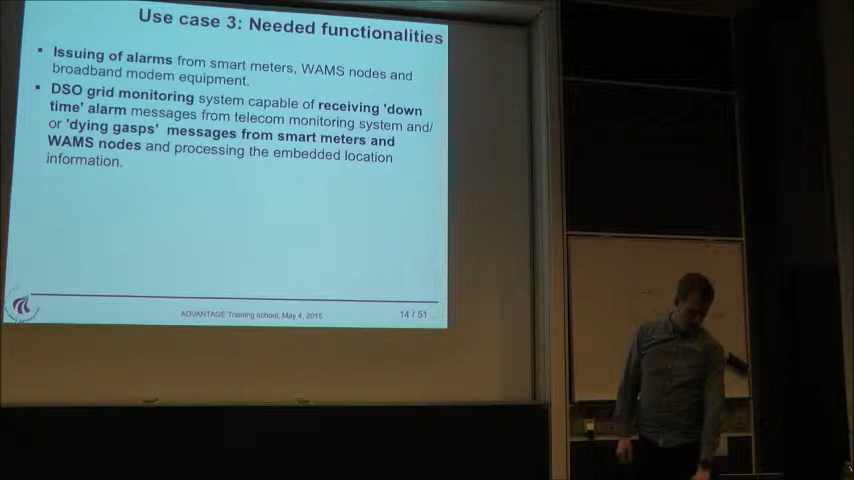 Use case 3: Needed functionalities
▪ Issuing of alarms from smart meters, WAMS nodes and
broadband modem equipment.
▪ DSO grid monitoring system capable of receiving 'down
time' alarm messages from telecom monitoring system and/
or 'dying gasps' messages from smart meters and
WAMS nodes and processing the embedded location
information.
ADVANTAGE Training school, May 4, 2015
14 / 51